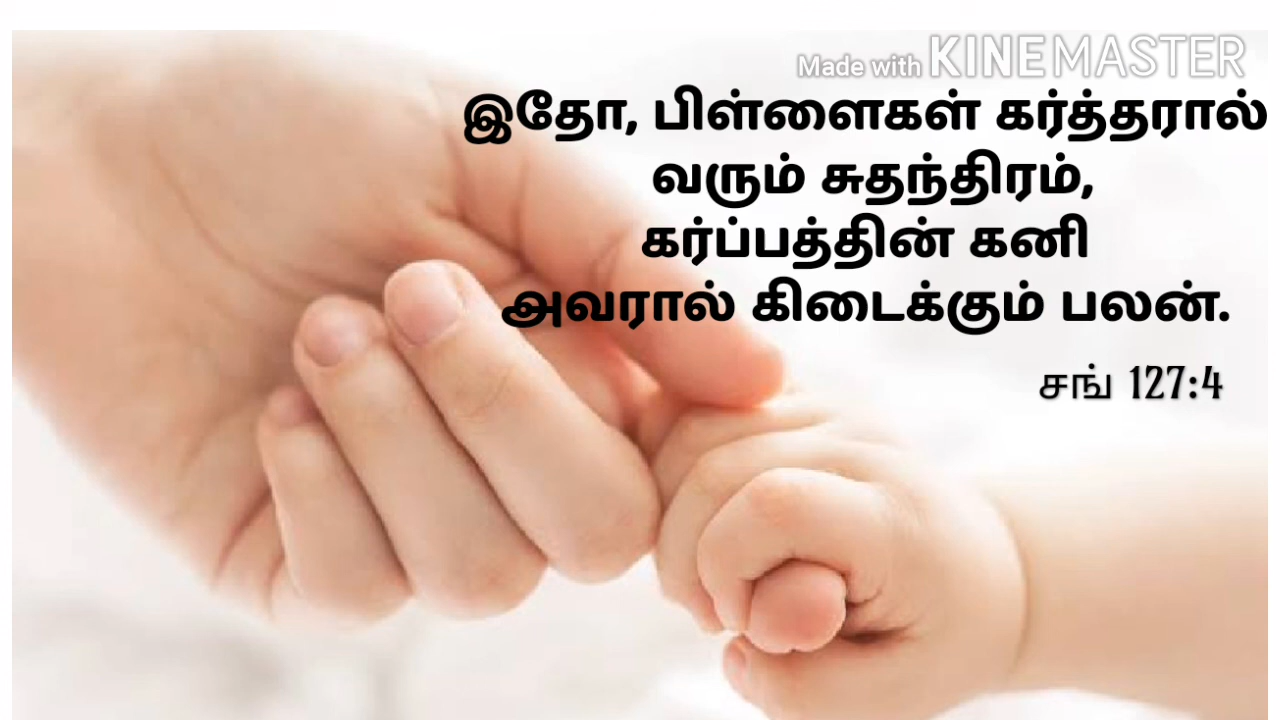 Made with KINEMASTER
இதோ, பிள்ளைகள் கர்த்தரால்
வரும் சுதந்திரம்,
கர்ப்பத்தின் கனி
அவரால் கிடைக்கும் பலன்.
சங் 127:4